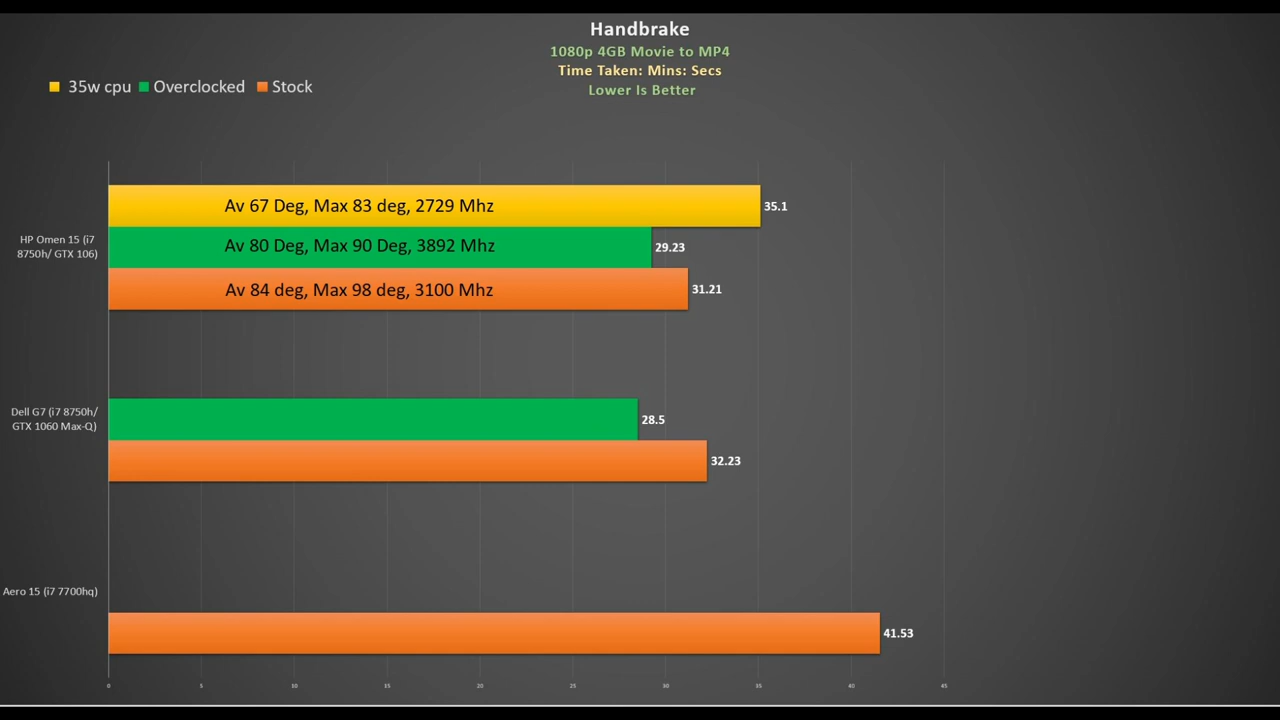 Handbrake
1080p 4GB Movie to MP4
Time Taken: Mins: Secs
Lower Is Better
35w cpu Overclocked Stock
HP Omen 15 (i7
8750h/ GTX 106)
Av 67 Deg, Max 83 deg, 2729 Mhz
35.1
Av 80 Deg, Max 90 Deg, 3892 Mhz
29.23
Av 84 deg, Max 98 deg, 3100 Mhz
31.21
Dell G7 (i7 8750h/
GTX 1060 Max-Q)
28.5
32.23
Aero 15 (i7 7700hq)
41.53
0 5 10 15 20 25 30 35 40 45